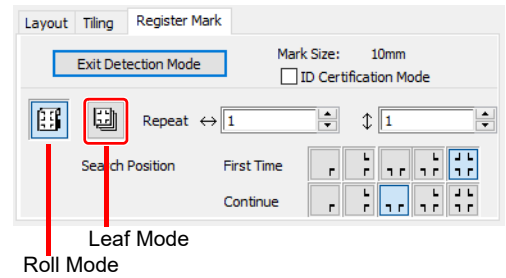 Layout Tiling Register Mark
Exit Detection Mode Mark Size: 10mm
ID Certification Mode
Repeat ↔ 1 ↕ 1
Search Position First Time
Continue
Leaf Mode
Roll Mode